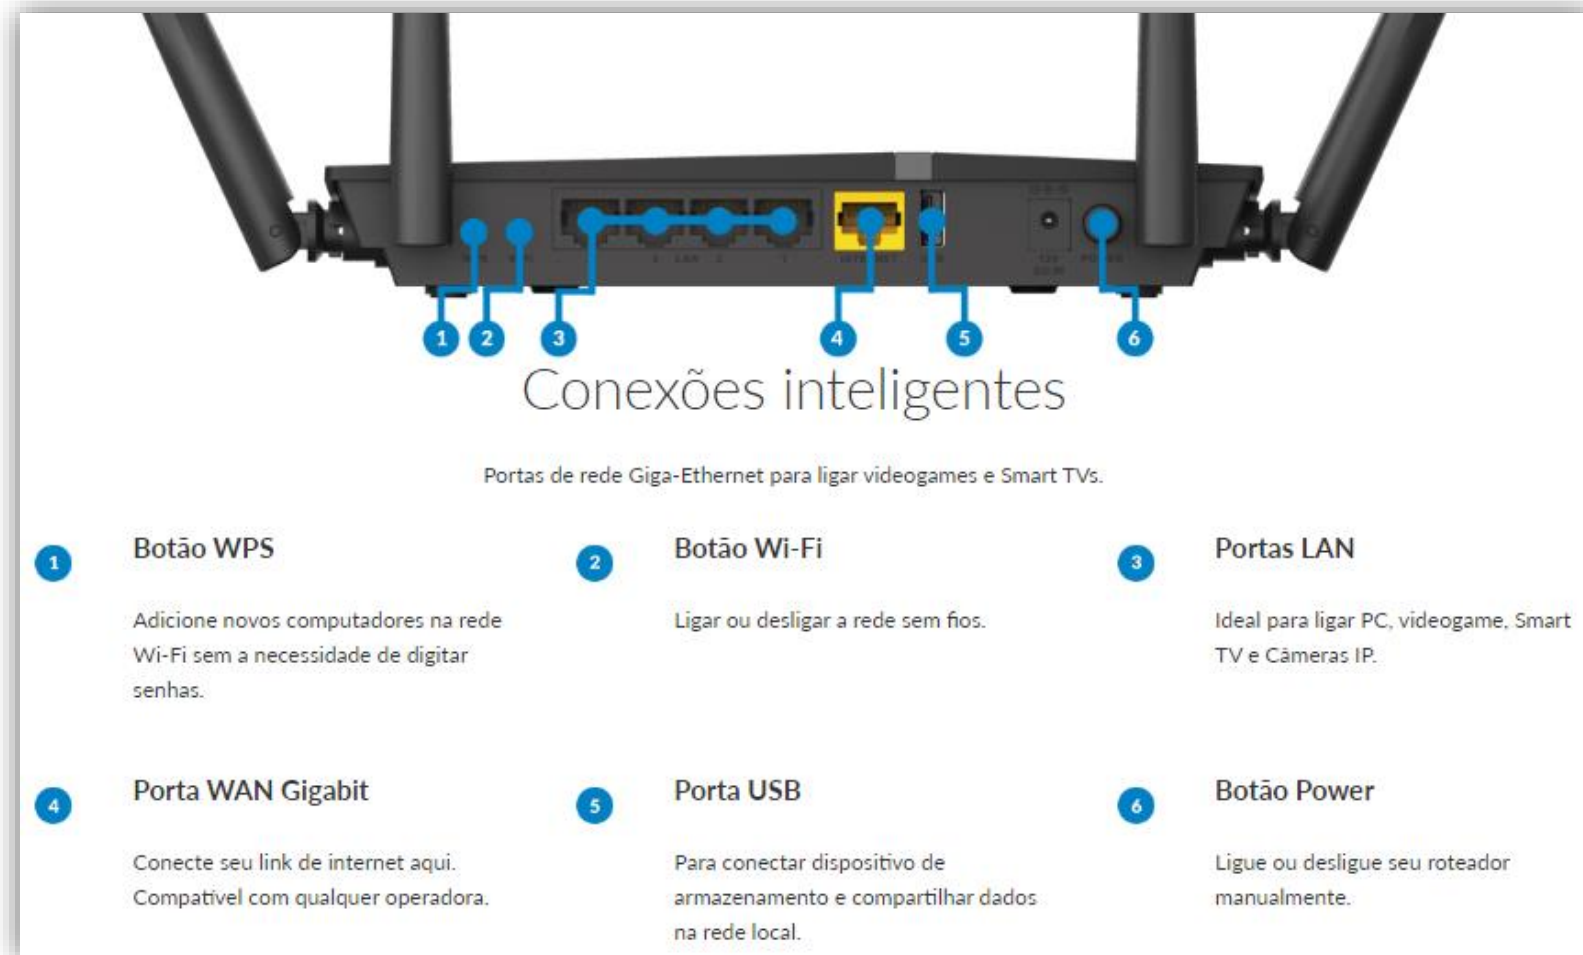 LAN
INTERNET
12V
POWER
1
2
3
4
5
6
Conexões inteligentes
Portas de rede Giga-Ethernet para ligar videogames e Smart TVs.
1
Botão WPS
Adicione novos computadores na rede
Wi-Fi sem a necessidade de digitar
senhas.
2
Botão Wi-Fi
Ligar ou desligar a rede sem fios.
3
Portas LAN
Ideal para ligar PC, videogame, Smart
TV e Câmeras IP.
4
Porta WAN Gigabit
Conecte seu link de internet aqui.
Compatível com qualquer operadora.
5
Porta USB
Para conectar dispositivo de
armazenamento e compartilhar dados
na rede local.
6
Botão Power
Ligue ou desligue seu roteador
manualmente.